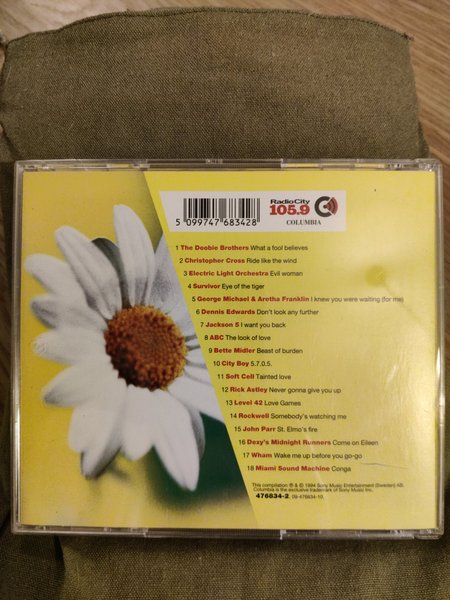 5 099747 683428
RadioCity
105.9
COLUMBIA
1 The Doobie Brothers What a fool believes
2 Christopher Cross Ride like the wind
3 Electric Light Orchestra Evil woman
4 Survivor Eye of the tiger
5 George Michael & Aretha Franklin I knew you were waiting (for me)
6 Dennis Edwards Don't look any further
7 Jackson 5 I want you back
8 ABC The look of love
9 Bette Midler Beast of burden
10 City Boy 5.7.0.5.
11 Soft Cell Tainted love
12 Rick Astley Never gonna give you up
13 Level 42 Love Games
14 Rockwell Somebody's watching me
15 John Parr St. Elmo's fire
16 Dexy's Midnight Runners Come on Eileen
17 Wham Wake me up before you go-go
18 Miami Sound Machine Conga
This compilation ℗ & © 1994 Sony Music Entertainment (Sweden) AB.
Columbia is the exclusive trademark of Sony Music Inc.
476834-2, 09-476834-10,